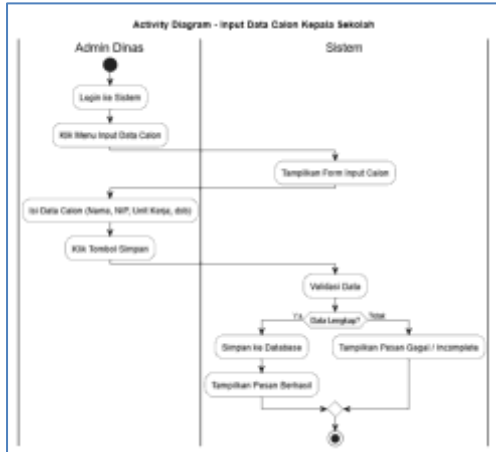 Activity Diagram - Input Data Calon Kepala Sekolah
Admin Dinas
Sistem
Login ke Sistem
Klik Menu Input Data Calon
Tampilkan Form Input Calon
Isi Data Calon (Nama, NIP, Unit Kerja, dsb)
Klik Tombol Simpan
Validasi Data
Ya
Data Lengkap?
Tidak
Simpan ke Database
Tampilkan Pesan Gagal / Incomplete
Tampilkan Pesan Berhasil